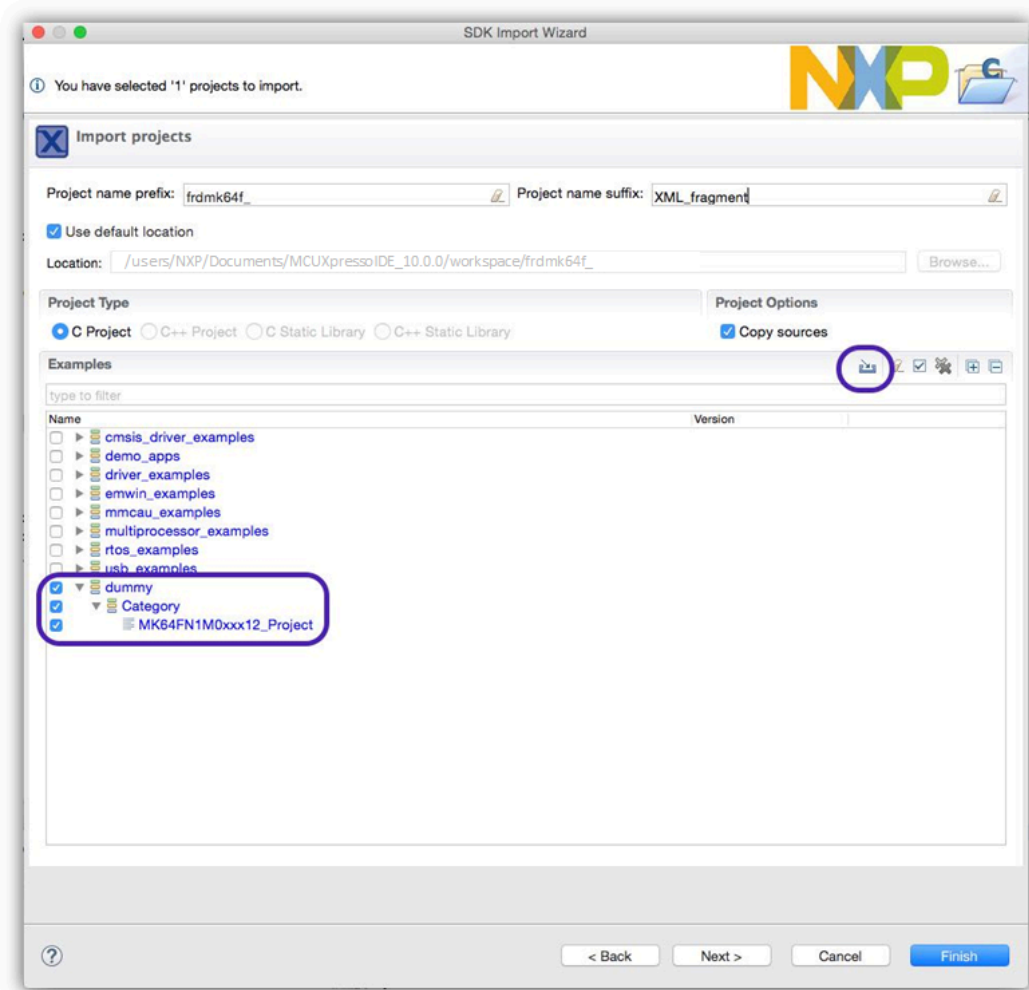 SDK Import Wizard
You have selected '1' projects to import.
NXP
C
X
Import projects
Project name prefix: frdmk64f_ Project name suffix: XML_fragment
Use default location
Location: /users/NXP/Documents/MCUXpressoIDE_10.0.0/workspace/frdmk64f_ Browse...
Project Type Project Options
C Project C++ Project C Static Library C++ Static Library Copy sources
Examples
type to filter
Name Version
cmsis_driver_examples
demo_apps
driver_examples
emwin_examples
mmcau_examples
multiprocessor_examples
rtos_examples
usb_examples
dummy
Category
MK64FN1M0xxx12_Project
? < Back Next > Cancel Finish